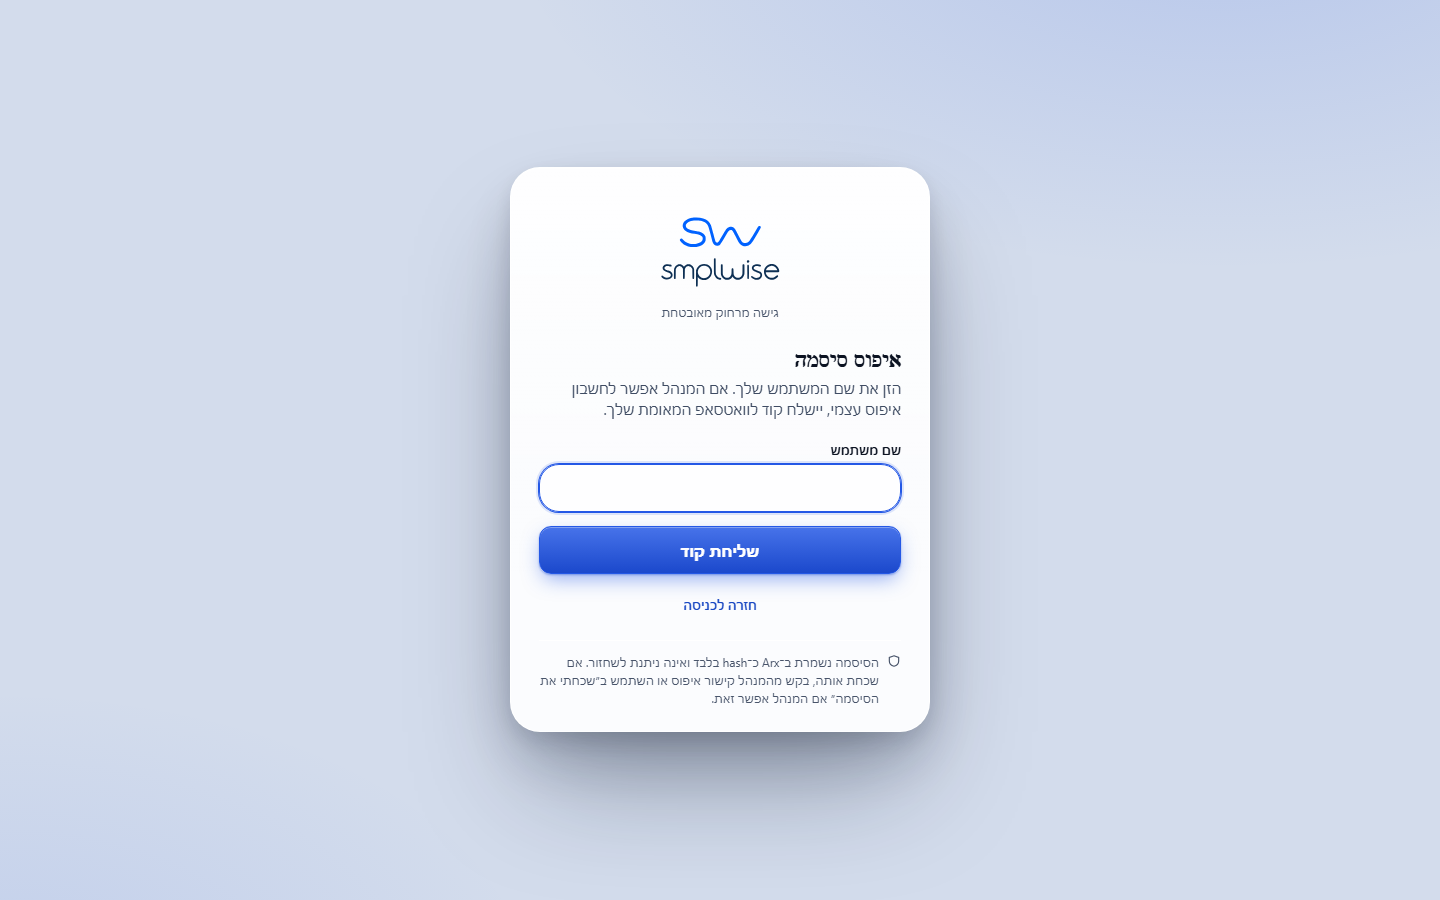 sw
smplwise
גישה מרחוק מאובטחת
איפוס סיסמה
הזן את שם המשתמש שלך. אם המנהל אפשר לחשבון
איפוס עצמי, יישלח קוד לוואטסאפ המאומת שלך.
שם משתמש
שליחת קוד
חזרה לכניסה
הסיסמה נשמרת ב־Arx כ־hash בלבד ואינה ניתנת לשחזור. אם
שכחת אותה, בקש מהמנהל קישור איפוס או השתמש ב״שכחתי את
הסיסמה״ אם המנהל אפשר זאת.